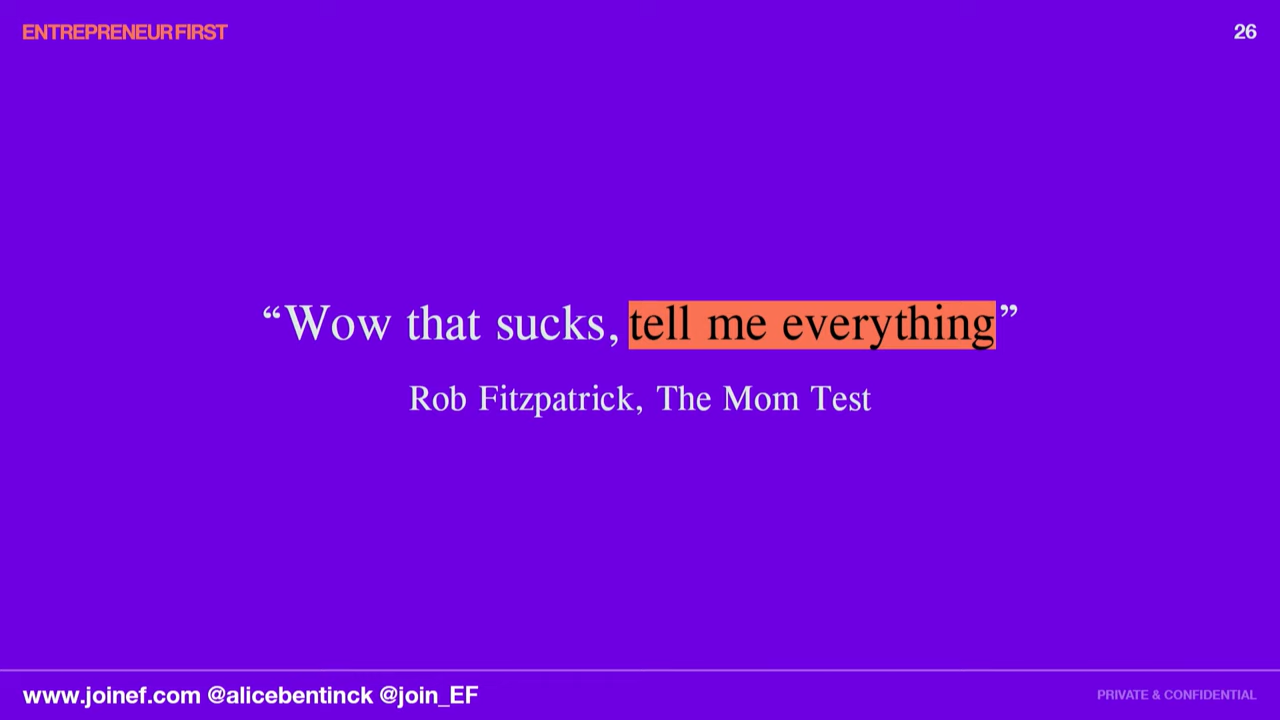 ENTREPRENEUR FIRST
26
“Wow that sucks, tell me everything”
Rob Fitzpatrick, The Mom Test
www.joinef.com @alicebentinck @join_EF
PRIVATE & CONFIDENTIAL